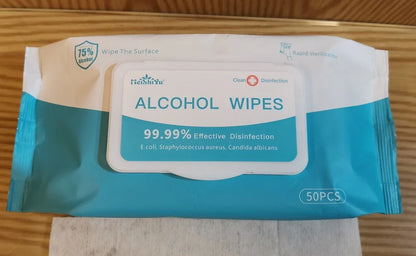 75%
Alcohol
Wipe The Surface
Rapid sterilization
MeiShiYu
Clean
Disinfection
ALCOHOL WIPES
99.99% Effective Disinfection
E.coli, Staphylococcus aureus, Candida albicans
50PCS